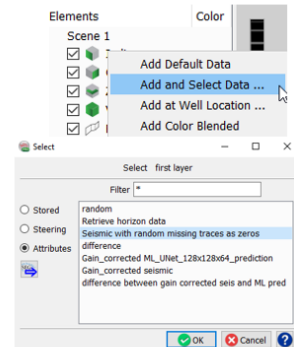 Elements Color
Scene 1
Add Default Data
Add and Select Data ...
Add at Well Location ...
Add Color Blended
Select
Select first layer
Filter *
Stored
Steering
Attributes
random
Retrieve horizon data
Seismic with random missing traces as zeros
difference
Gain_corrected ML_UNet_128x128x64_prediction
Gain_corrected seismic
difference between gain corrected seis and ML pred
OK Cancel ?